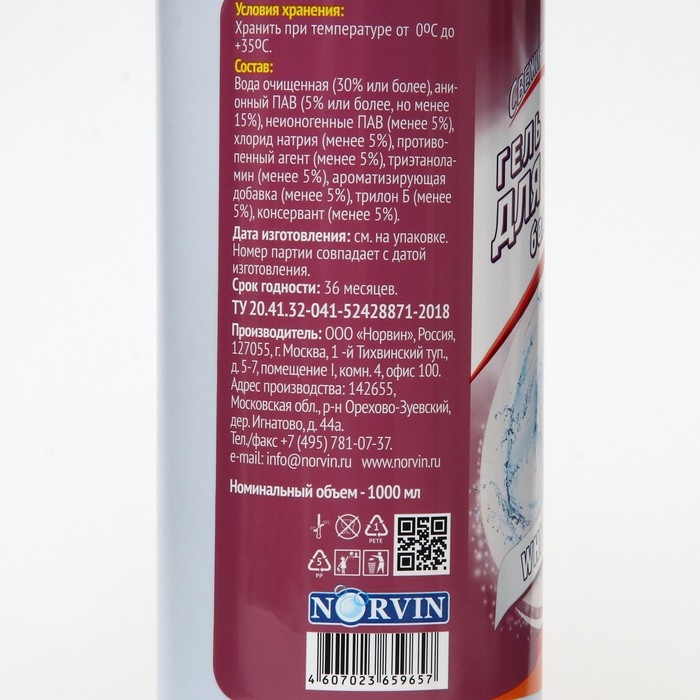 Условия хранения:
Хранить при температуре от 0ºС до
+35ºС.
Состав:
Вода очищенная (30% или более), ани-
онный ПАВ (5% или более, но менее
15%), неионогенные ПАВ (менее 5%),
хлорид натрия (менее 5%), противо-
пенный агент (менее 5%), триэтанола-
мин (менее 5%), ароматизирующая
добавка (менее 5%), трилон Б (менее
5%), консервант (менее 5%).
Дата изготовления: см. на упаковке.
Номер партии совпадает с датой
изготовления.
Срок годности: 36 месяцев.
ТУ 20.41.32-041-52428871-2018
Производитель: ООО «Норвин», Россия,
127055, г. Москва, 1 -й Тихвинский туп.,
д. 5-7, помещение I, комн. 4, офис 100.
Адрес производства: 142655,
Московская обл., р-н Орехово-Зуевский,
дер. Игнатово, д. 44а.
Тел./факс +7 (495) 781-07-37.
e-mail: info@norvin.ru www.norvin.ru
Номинальный объем - 1000 мл
1
PETE
5
PP
NORVIN
4 607023 659657
ГЕЛЬ
ДЛЯ